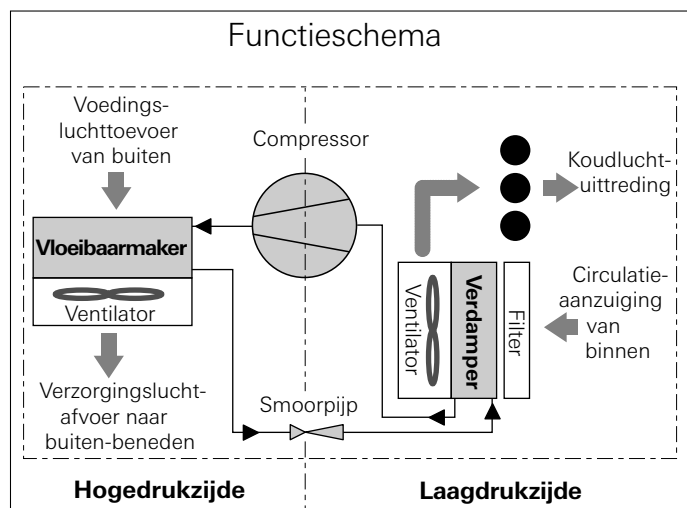 Functieschema
Voedings-
luchttoevoer
van buiten
Compressor
Koudlucht-
uittreding
Vloeibaarmaker
Ventilator
Ventilator
Verdamper
Filter
Circulatie-
aanzuiging
van
binnen
Verzorgingslucht-
afvoer naar
buiten-beneden
Smoorpijp
Hogedrukzijde
Laagdrukzijde